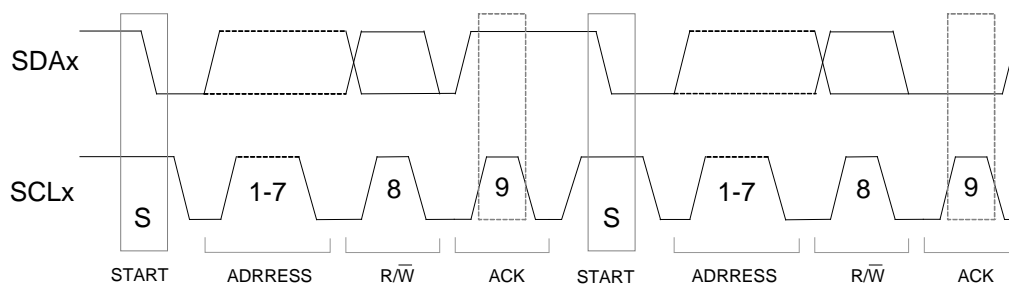 SDAx
SCLx
S 1-7 8 9 S 1-7 8 9
START ADRRESS R/W̅ ACK START ADRRESS R/W̅ ACK